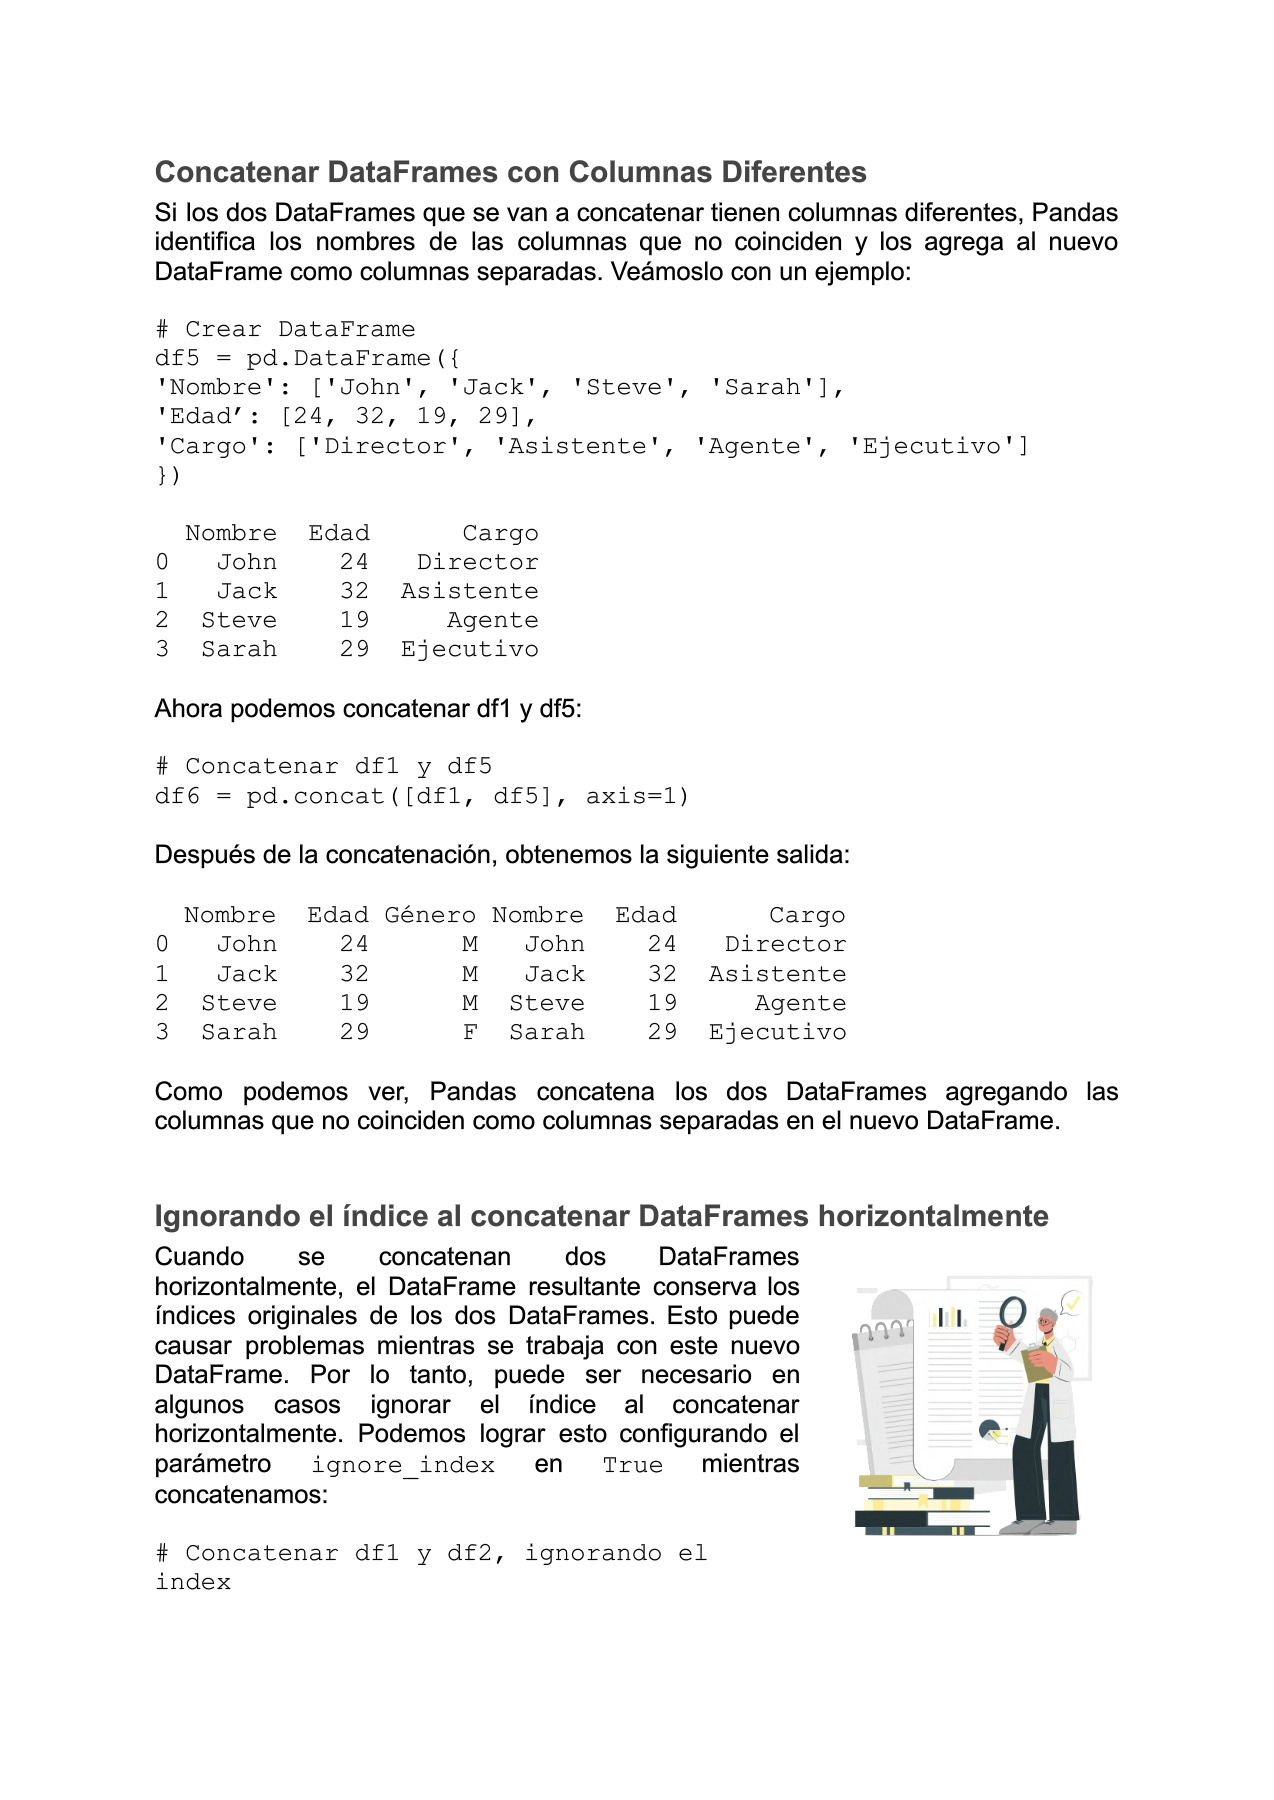 Concatenar DataFrames con Columnas Diferentes
Si los dos DataFrames que se van a concatenar tienen columnas diferentes, Pandas
identifica los nombres de las columnas que no coinciden y los agrega al nuevo
DataFrame como columnas separadas. Veámoslo con un ejemplo:
# Crear DataFrame
df5 = pd.DataFrame({
'Nombre': ['John', 'Jack', 'Steve', 'Sarah'],
'Edad’: [24, 32, 19, 29],
'Cargo': ['Director', 'Asistente', 'Agente', 'Ejecutivo']
})
  Nombre  Edad      Cargo
0   John    24   Director
1   Jack    32  Asistente
2  Steve    19     Agente
3  Sarah    29  Ejecutivo
Ahora podemos concatenar df1 y df5:
# Concatenar df1 y df5
df6 = pd.concat([df1, df5], axis=1)
Después de la concatenación, obtenemos la siguiente salida:
  Nombre  Edad Género Nombre  Edad      Cargo
0   John    24      M   John    24   Director
1   Jack    32      M   Jack    32  Asistente
2  Steve    19      M  Steve    19     Agente
3  Sarah    29      F  Sarah    29  Ejecutivo
Como podemos ver, Pandas concatena los dos DataFrames agregando las
columnas que no coinciden como columnas separadas en el nuevo DataFrame.
Ignorando el índice al concatenar DataFrames horizontalmente
Cuando se concatenan dos DataFrames
horizontalmente, el DataFrame resultante conserva los
índices originales de los dos DataFrames. Esto puede
causar problemas mientras se trabaja con este nuevo
DataFrame. Por lo tanto, puede ser necesario en
algunos casos ignorar el índice al concatenar
horizontalmente. Podemos lograr esto configurando el
parámetro ignore_index en True mientras
concatenamos:
# Concatenar df1 y df2, ignorando el
index